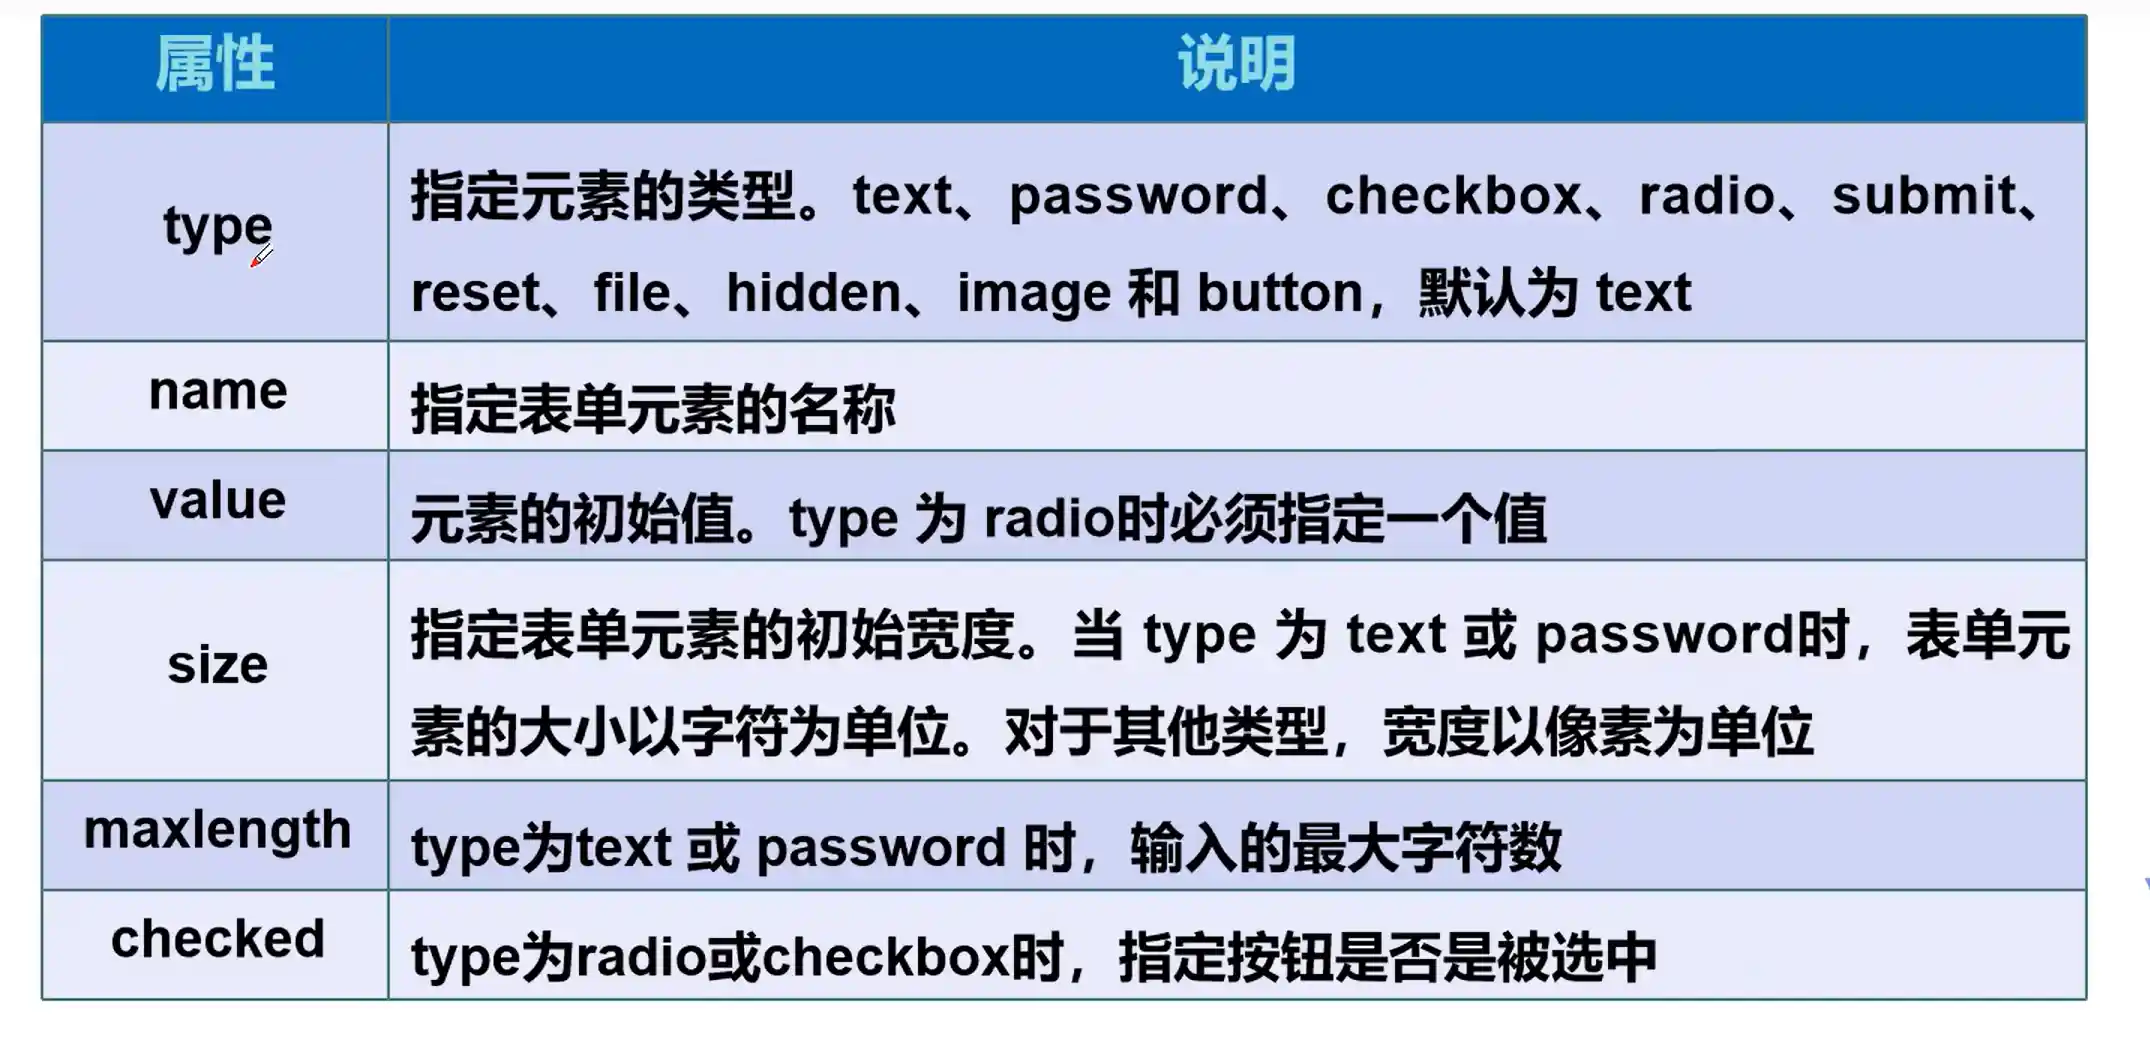 属性 说明
type
指定元素的类型。text、password、checkbox、radio、submit、
reset、file、hidden、image 和 button，默认为 text
name 指定表单元素的名称
value 元素的初始值。type 为 radio时必须指定一个值
size
指定表单元素的初始宽度。当 type 为 text 或 password时，表单元
素的大小以字符为单位。对于其他类型，宽度以像素为单位
maxlength type为text 或 password 时，输入的最大字符数
checked type为radio或checkbox时，指定按钮是否是被选中